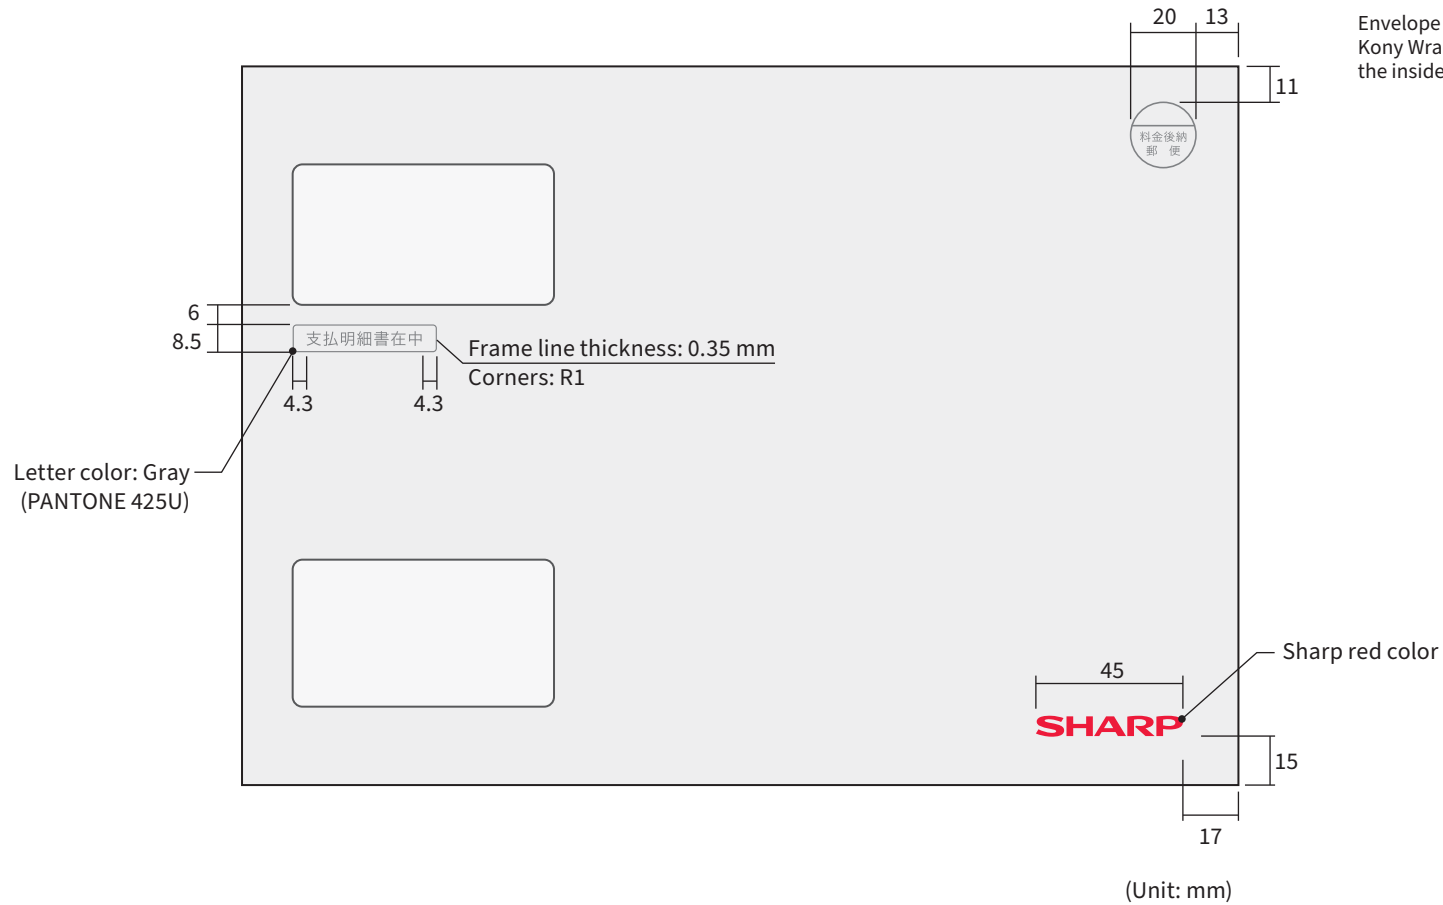 20 13
Envelope
Kony Wra
the inside
11
料金後納
郵 便
6
8.5
支払明細書在中
Frame line thickness: 0.35 mm
Corners: R1
4.3 4.3
Letter color: Gray
(PANTONE 425U)
Sharp red color
45
SHARP
15
17
(Unit: mm)